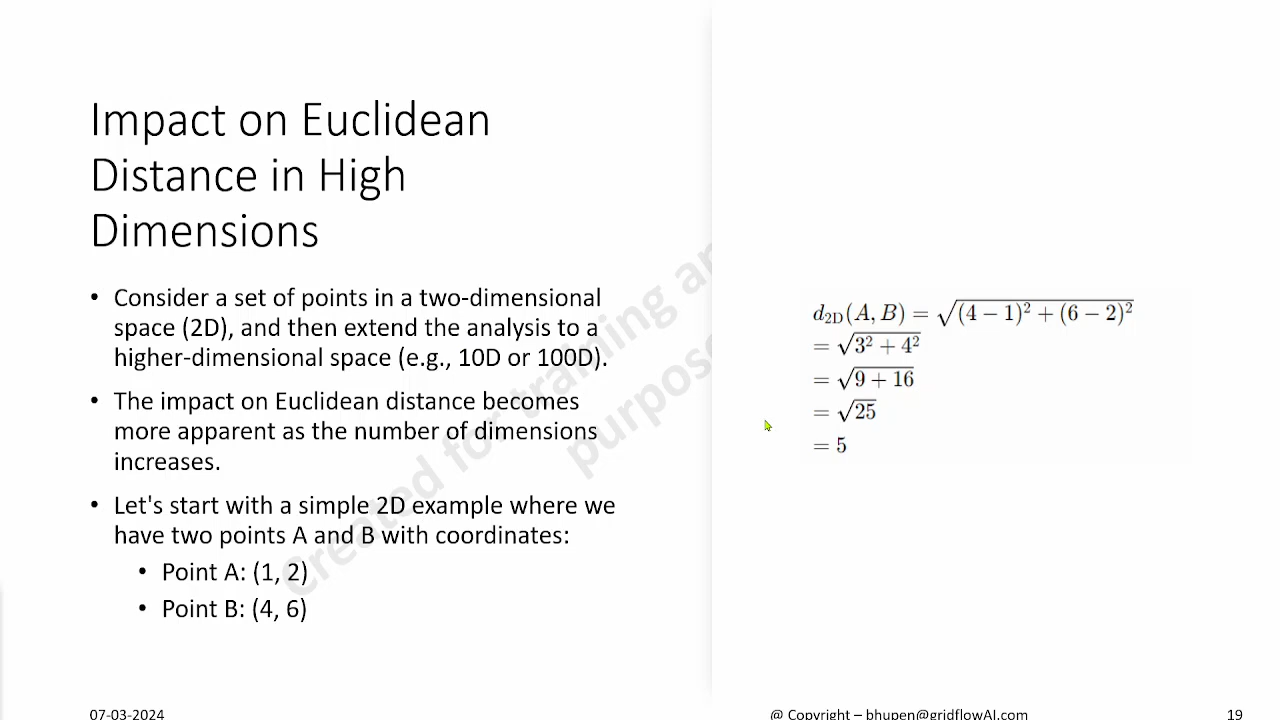 Impact on Euclidean
Distance in High
Dimensions
• Consider a set of points in a two-dimensional
space (2D), and then extend the analysis to a
higher-dimensional space (e.g., 10D or 100D).
• The impact on Euclidean distance becomes
more apparent as the number of dimensions
increases.
• Let's start with a simple 2D example where we
have two points A and B with coordinates:
• Point A: (1, 2)
• Point B: (4, 6)
d₂D(A, B) = √((4 − 1)² + (6 − 2)²)
= √(3² + 4²)
= √(9 + 16)
= √25
= 5
Created for training
purpose
07-03-2024
@ Copyright – bhupen@gridflowAI.com
19